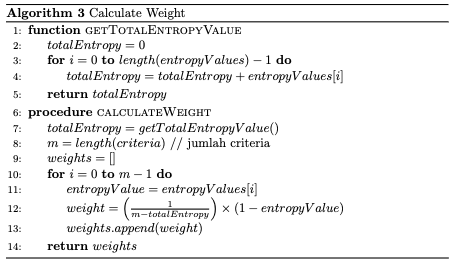 Algorithm 3 Calculate Weight
1: function GETTOTALENTROPYVALUE
2: totalEntropy = 0
3: for i = 0 to length(entropyValues) − 1 do
4: totalEntropy = totalEntropy + entropyValues[i]
5: return totalEntropy
6: procedure CALCULATEWEIGHT
7: totalEntropy = getTotalEntropyValue()
8: m = length(criteria) // jumlah criteria
9: weights = []
10: for i = 0 to m − 1 do
11: entropyValue = entropyValues[i]
12: weight = (1 / (m−totalEntropy)) × (1 − entropyValue)
13: weights.append(weight)
14: return weights